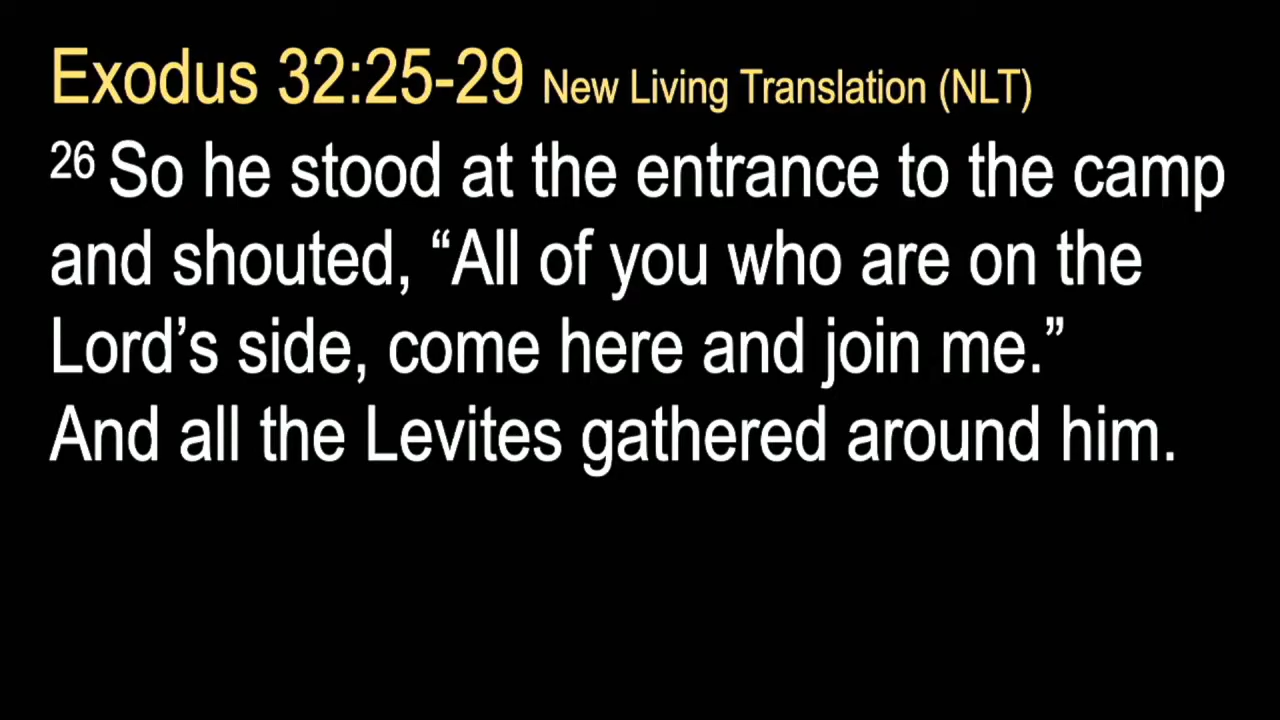 Exodus 32:25-29 New Living Translation (NLT)
26 So he stood at the entrance to the camp
and shouted, “All of you who are on the
Lord’s side, come here and join me.”
And all the Levites gathered around him.